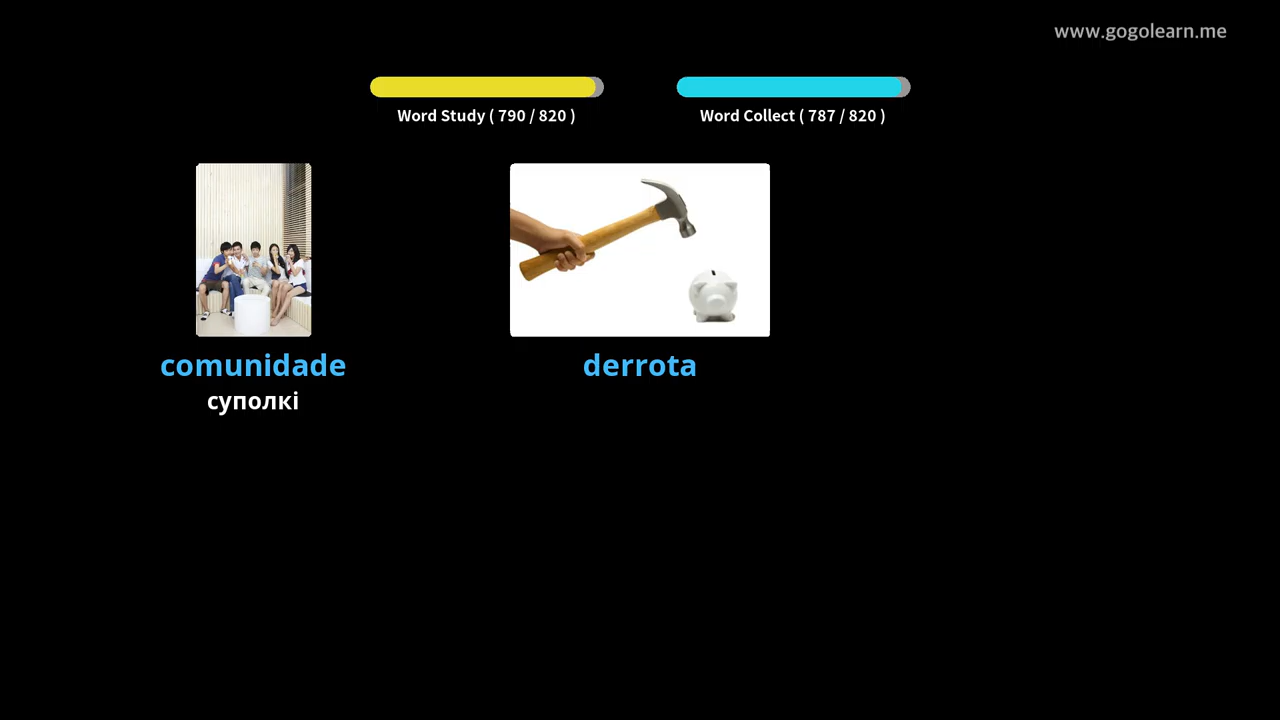 www.gogolearn.me
Word Study ( 790 / 820 )
Word Collect ( 787 / 820 )
comunidade
суполкі
derrota